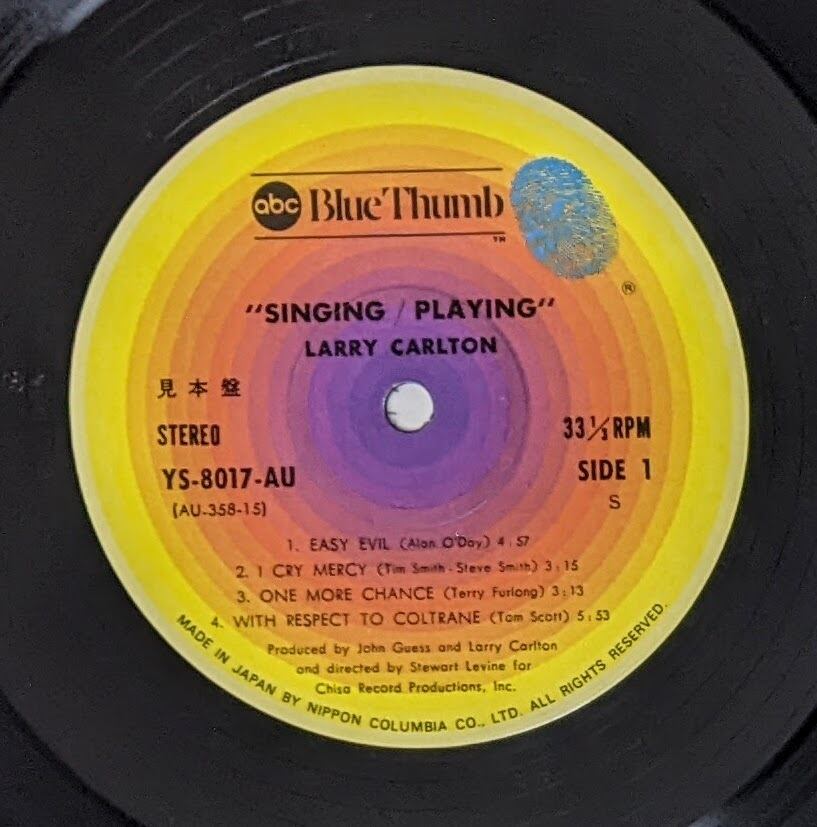 abc Blue Thumb
TM
®
"SINGING / PLAYING"
LARRY CARLTON
見本盤
STEREO
33⅓ RPM
YS-8017-AU
SIDE 1
(AU-358-15)
S
1. EASY EVIL (Alan O'Day) 4:57
2. I CRY MERCY (Tim Smith - Steve Smith) 3:15
3. ONE MORE CHANCE (Terry Furlong) 3:13
4. WITH RESPECT TO COLTRANE (Tom Scott) 5:53
Produced by John Guess and Larry Carlton
and directed by Stewart Levine for
Chisa Record Productions, Inc.
MADE IN JAPAN BY NIPPON COLUMBIA CO., LTD. ALL RIGHTS RESERVED.